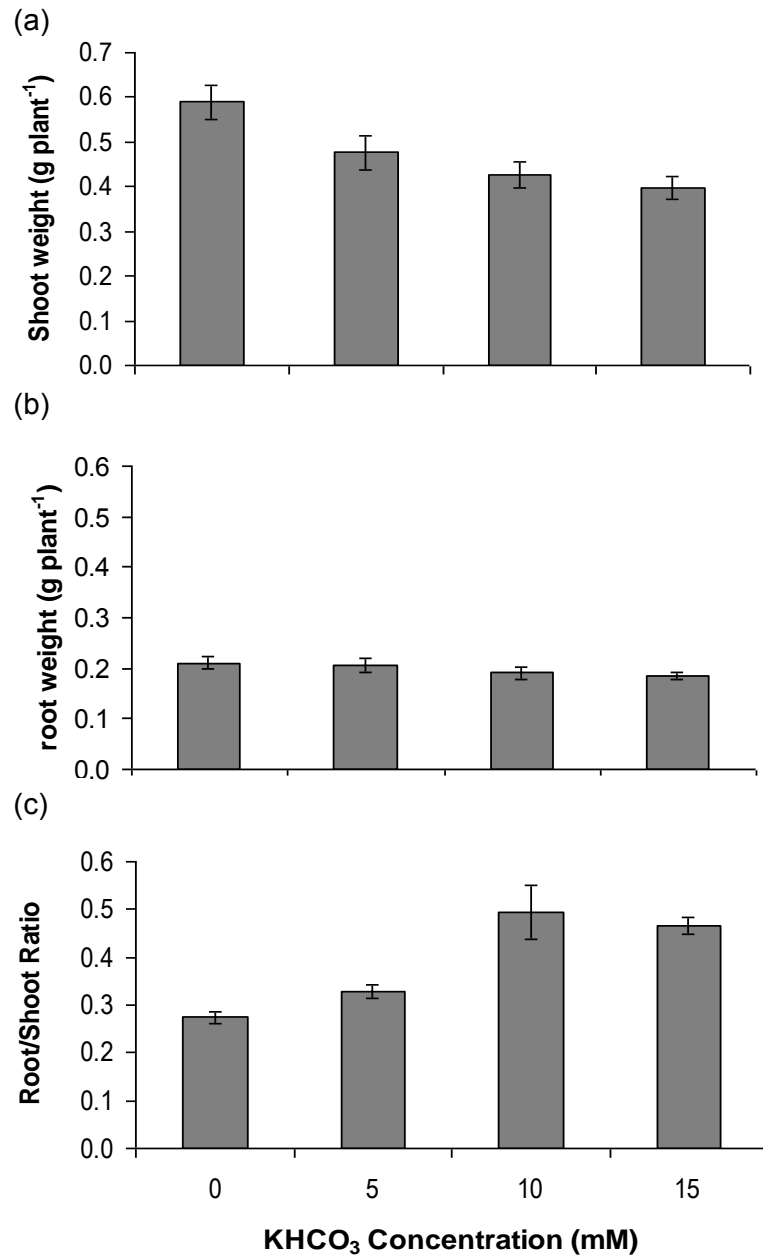 (a)
Shoot weight (g plant⁻¹)
0.7
0.6
0.5
0.4
0.3
0.2
0.1
0.0
(b)
root weight (g plant⁻¹)
0.6
0.5
0.4
0.3
0.2
0.1
0.0
(c)
Root/Shoot Ratio
0.6
0.5
0.4
0.3
0.2
0.1
0.0
0 5 10 15
KHCO₃ Concentration (mM)